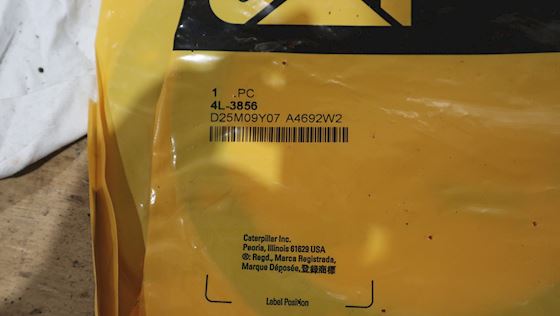 1 .PC
4L-3856
D25M09Y07 A4692W2
Caterpillar Inc.
Peoria, Illinois 61629 USA
®: Regd., Marca Registrada,
Marque Déposée, 登録商標
Label Position